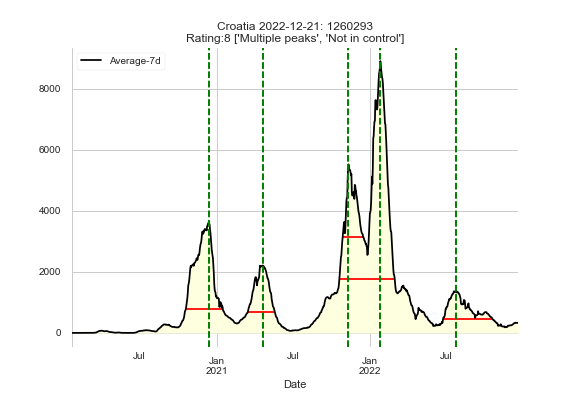 Croatia 2022-12-21: 1260293
Rating:8 ['Multiple peaks', 'Not in control']
Average-7d
8000
6000
4000
2000
0
Jul
Jan
2021
Jul
Jan
2022
Jul
Date